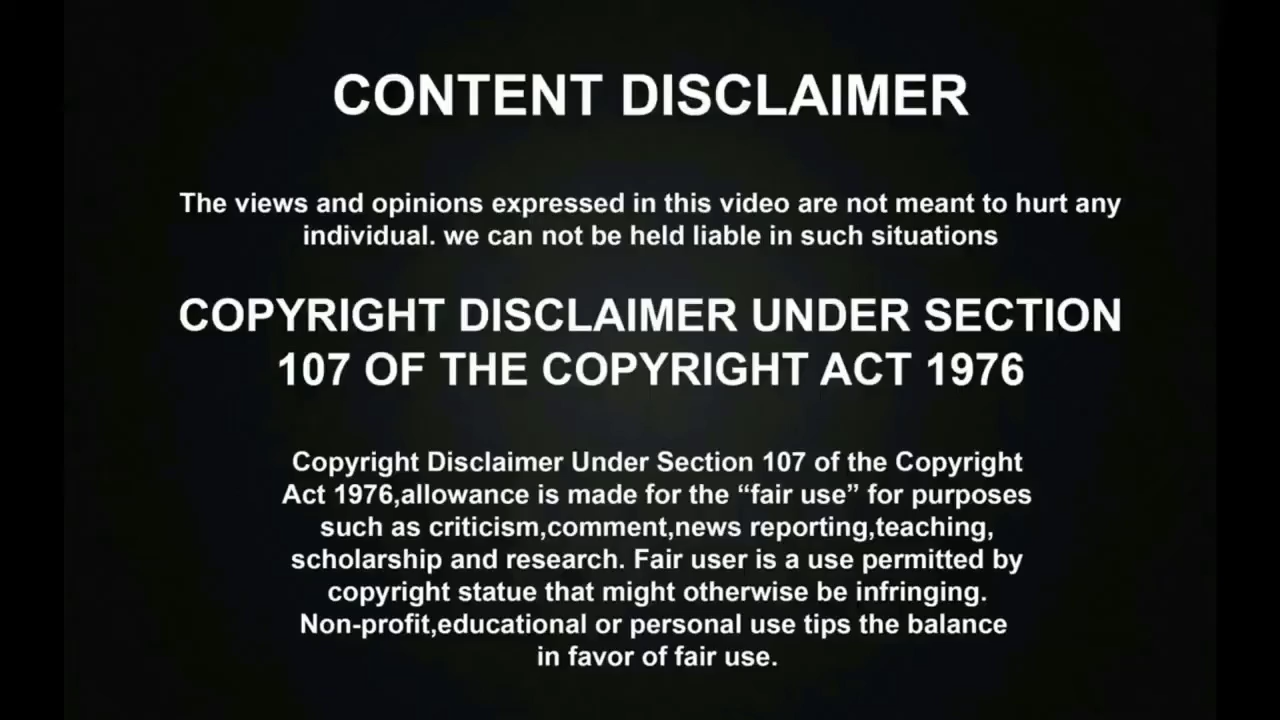 CONTENT DISCLAIMER
The views and opinions expressed in this video are not meant to hurt any
individual. we can not be held liable in such situations
COPYRIGHT DISCLAIMER UNDER SECTION
107 OF THE COPYRIGHT ACT 1976
Copyright Disclaimer Under Section 107 of the Copyright
Act 1976,allowance is made for the “fair use” for purposes
such as criticism,comment,news reporting,teaching,
scholarship and research. Fair user is a use permitted by
copyright statue that might otherwise be infringing.
Non-profit,educational or personal use tips the balance
in favor of fair use.